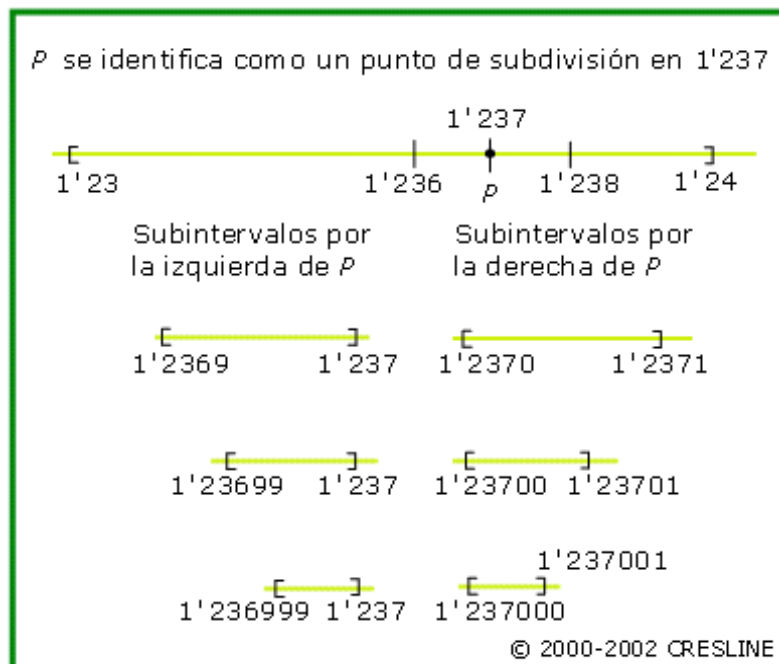 P se identifica como un punto de subdivisión en 1'237
1'237
1'23 1'236 P 1'238 1'24
Subintervalos por
la izquierda de P
Subintervalos por
la derecha de P
1'2369 1'237 1'2370 1'2371
1'23699 1'237 1'23700 1'23701
1'237001
1'236999 1'237 1'237000
© 2000-2002 CRESLINE